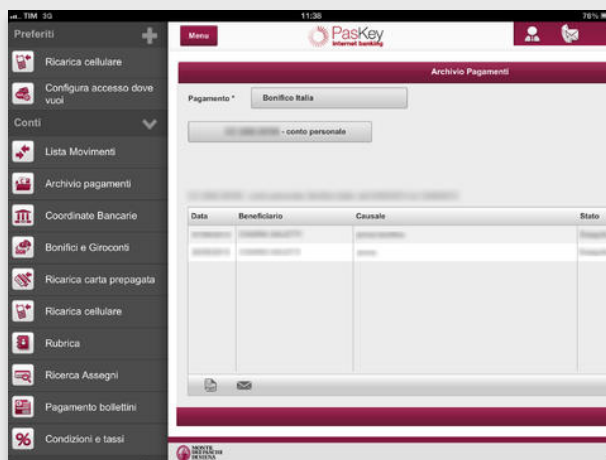 TIM 3G
11:38
78%
Preferiti
Ricarica cellulare
Configura accesso dove
vuoi
Conti
Lista Movimenti
Archivio pagamenti
Coordinate Bancarie
Bonifici e Giroconti
Ricarica carta prepagata
Ricarica cellulare
Rubrica
Ricerca Assegni
Pagamento bollettini
Condizioni e tassi
Menu
PasKey
internet banking
Archivio Pagamenti
Pagamento *
Bonifico Italia
- conto personale
Data Beneficiario Causale Stato
MONTE
DEI PASCHI
DI SIENA